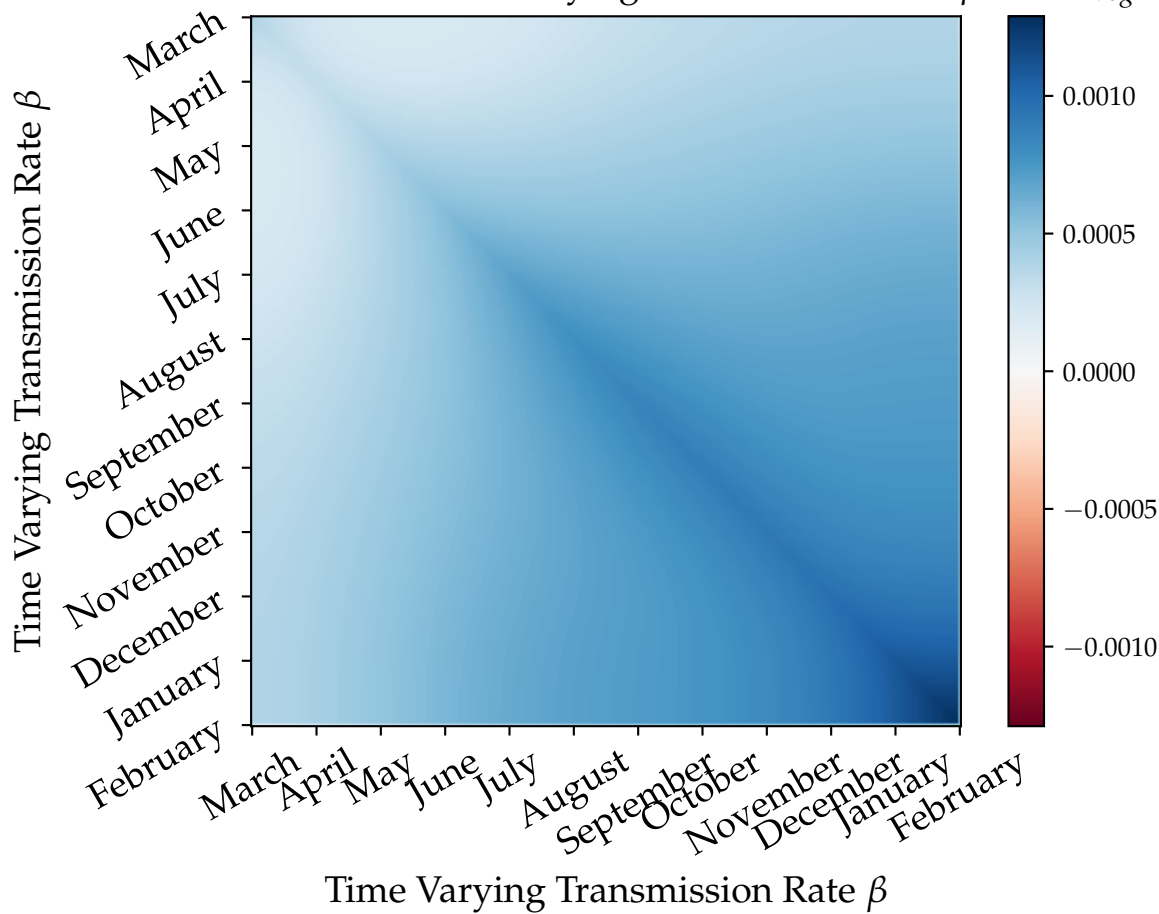 Time Varying Transmission Rate β
March
April
May
June
July
August
September
October
November
December
January
February
March
April
May
June
July
August
September
October
November
December
January
February
Time Varying Transmission Rate β
0.0010
0.0005
0.0000
−0.0005
−0.0010